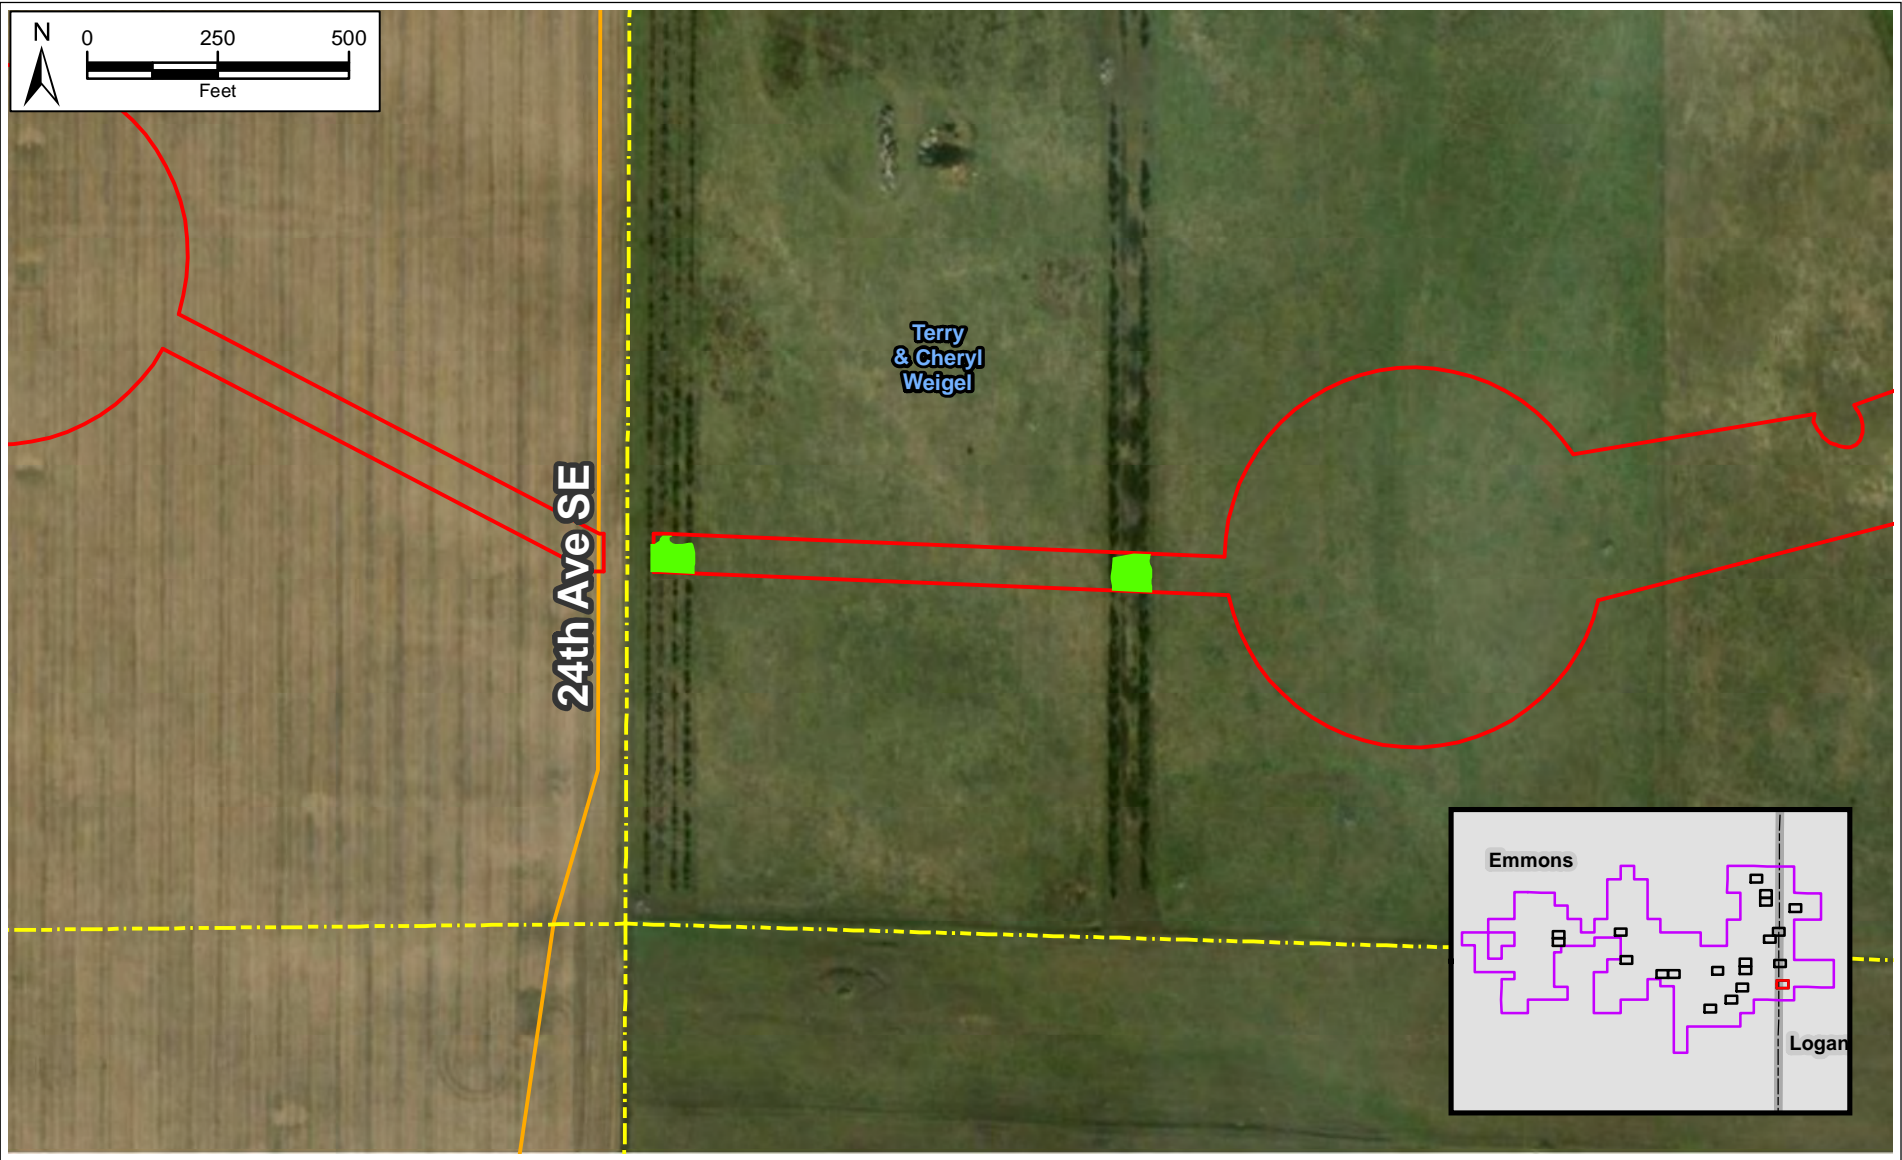 N
0 250 500
Feet
Terry
& Cheryl
Weigel
24th Ave SE
Emmons
Logan